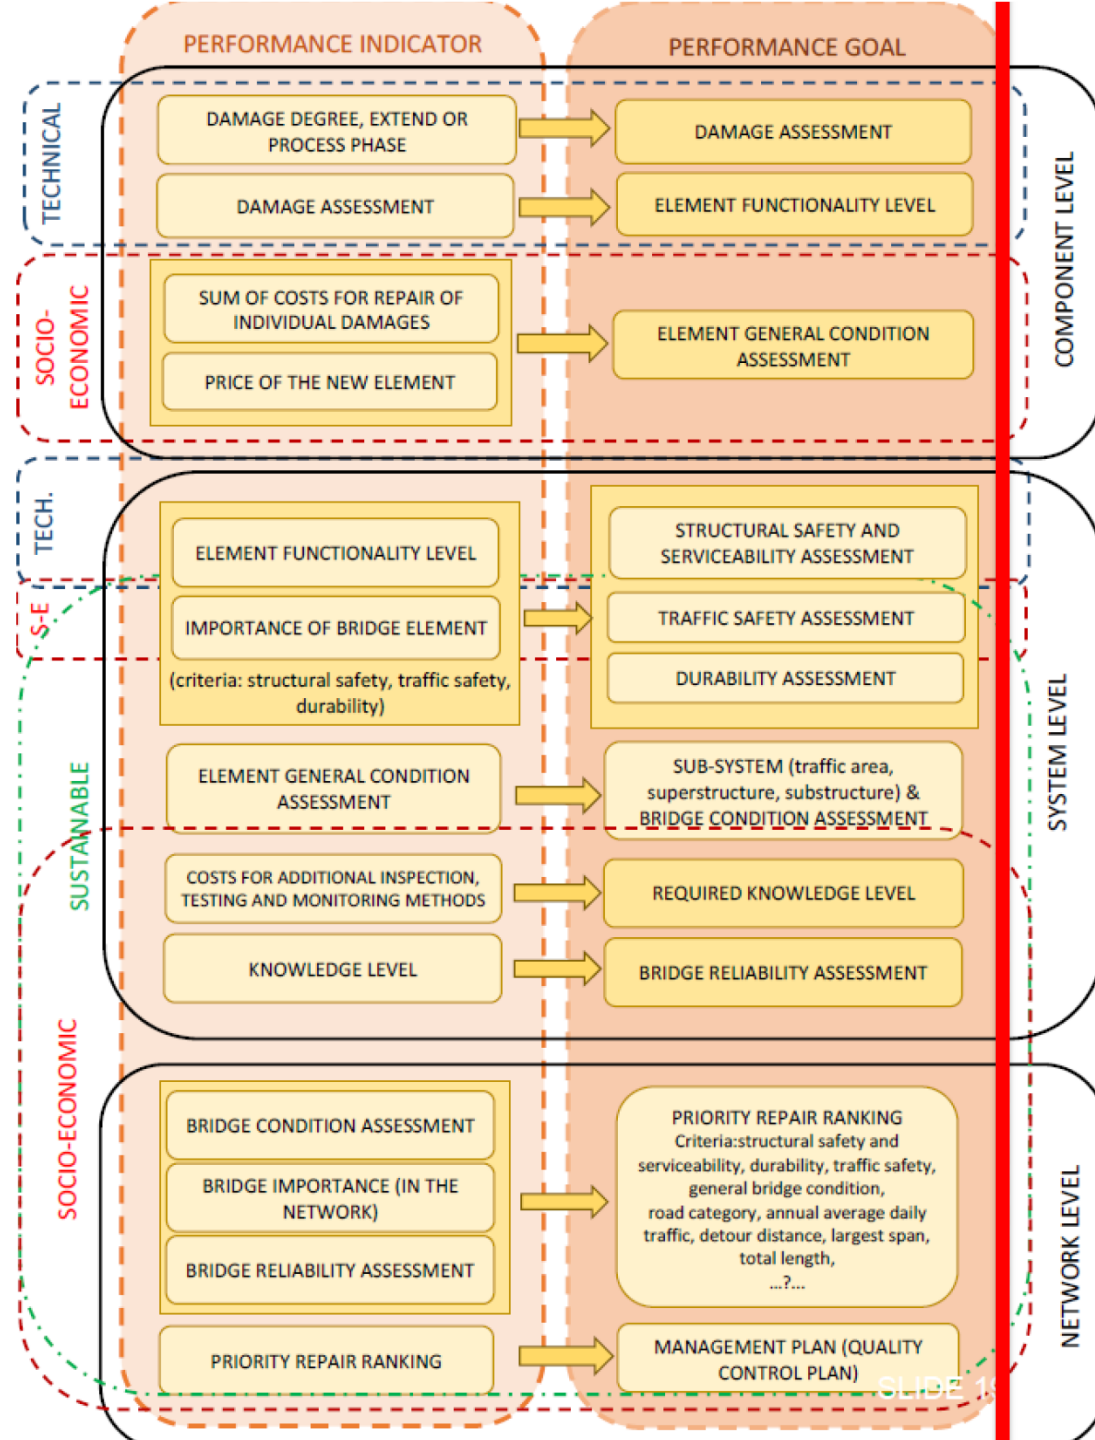 PERFORMANCE INDICATOR
PERFORMANCE GOAL
TECHNICAL
DAMAGE DEGREE, EXTEND OR
PROCESS PHASE
DAMAGE ASSESSMENT
DAMAGE ASSESSMENT
ELEMENT FUNCTIONALITY LEVEL
COMPONENT LEVEL
SOCIO-
ECONOMIC
SUM OF COSTS FOR REPAIR OF
INDIVIDUAL DAMAGES
PRICE OF THE NEW ELEMENT
ELEMENT GENERAL CONDITION
ASSESSMENT
TECH.
S-E
ELEMENT FUNCTIONALITY LEVEL
IMPORTANCE OF BRIDGE ELEMENT
(criteria: structural safety, traffic safety,
durability)
STRUCTURAL SAFETY AND
SERVICEABILITY ASSESSMENT
TRAFFIC SAFETY ASSESSMENT
DURABILITY ASSESSMENT
SYSTEM LEVEL
SUSTAINABLE
ELEMENT GENERAL CONDITION
ASSESSMENT
SUB-SYSTEM (traffic area,
superstructure, substructure) &
BRIDGE CONDITION ASSESSMENT
COSTS FOR ADDITIONAL INSPECTION,
TESTING AND MONITORING METHODS
REQUIRED KNOWLEDGE LEVEL
KNOWLEDGE LEVEL
BRIDGE RELIABILITY ASSESSMENT
SOCIO-ECONOMIC
BRIDGE CONDITION ASSESSMENT
BRIDGE IMPORTANCE (IN THE
NETWORK)
BRIDGE RELIABILITY ASSESSMENT
PRIORITY REPAIR RANKING
Criteria:structural safety and
serviceability, durability, traffic safety,
general bridge condition,
road category, annual average daily
traffic, detour distance, largest span,
total length,
...?...
NETWORK LEVEL
PRIORITY REPAIR RANKING
MANAGEMENT PLAN (QUALITY
CONTROL PLAN)
SLIDE 19